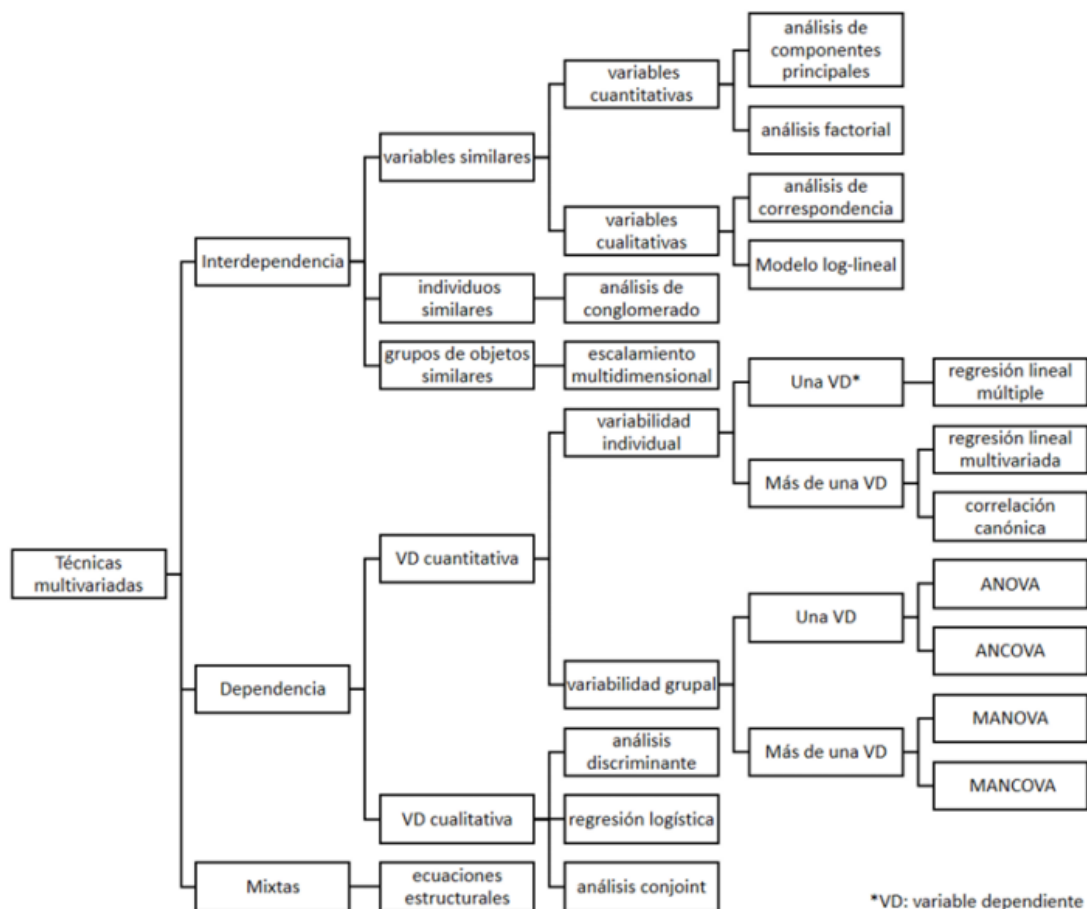 análisis de
componentes
principales
variables
cuantitativas
análisis factorial
variables similares
análisis de
correspondencia
variables
cualitativas
Modelo log-lineal
Interdependencia
individuos
similares
análisis de
conglomerado
grupos de objetos
similares
escalamiento
multidimensional
Una VD*
regresión lineal
múltiple
variabilidad
individual
regresión lineal
multivariada
Más de una VD
correlación
canónica
VD cuantitativa
Técnicas
multivariadas
ANOVA
Una VD
ANCOVA
Dependencia
variabilidad grupal
MANOVA
Más de una VD
MANCOVA
análisis
discriminante
VD cualitativa
regresión logística
Mixtas
ecuaciones
estructurales
análisis conjoint
*VD: variable dependiente